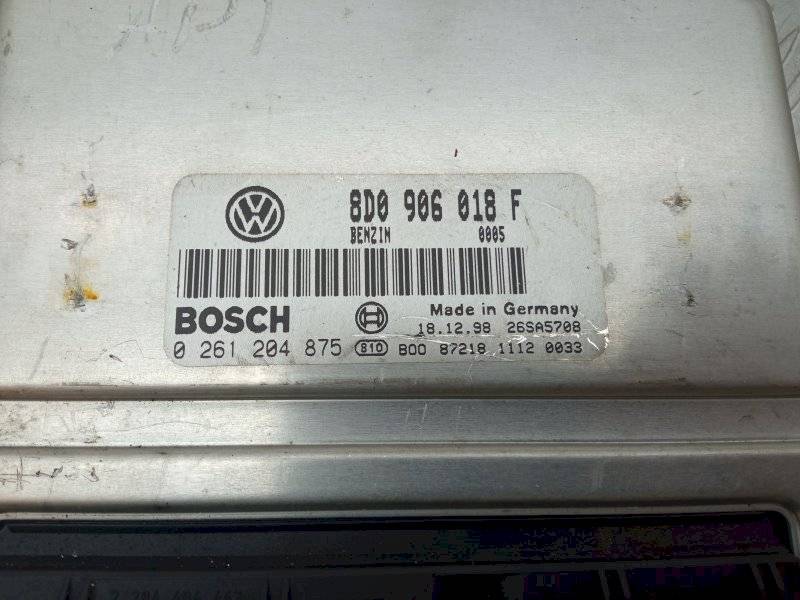 8D0 906 018 F
BENZIN 0005
BOSCH
Made in Germany
18.12.98 26SA5708
0 261 204 875 810 B00 87218 1112 0033